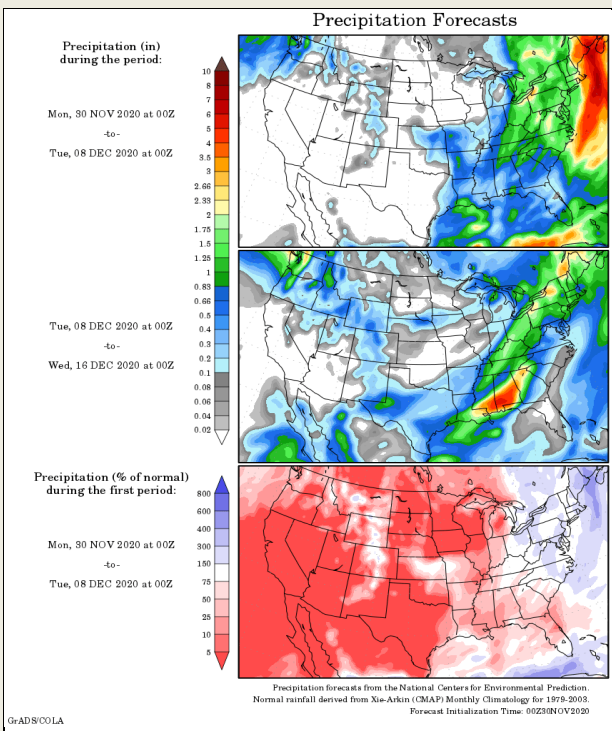 Precipitation Forecasts
Precipitation (in)
during the period:
Mon, 30 NOV 2020 at 00Z
-to-
Tue, 08 DEC 2020 at 00Z
10
8
7
6
5
4
3.5
3
2.66
2.33
2
1.75
1.5
1.25
1
0.83
0.66
0.5
0.4
0.3
0.2
0.1
0.08
0.06
0.04
0.02
Tue, 08 DEC 2020 at 00Z
-to-
Wed, 16 DEC 2020 at 00Z
Precipitation (% of normal)
during the first period:
Mon, 30 NOV 2020 at 00Z
-to-
Tue, 08 DEC 2020 at 00Z
800
600
400
300
150
75
50
25
10
5
Precipitation forecasts from the National Centers for Environmental Prediction.
Normal rainfall derived from Xie-Arkin (CMAP) Monthly Climatology for 1979-2003.
Forecast Initialization Time: 00Z30NOV2020
GrADS/COLA